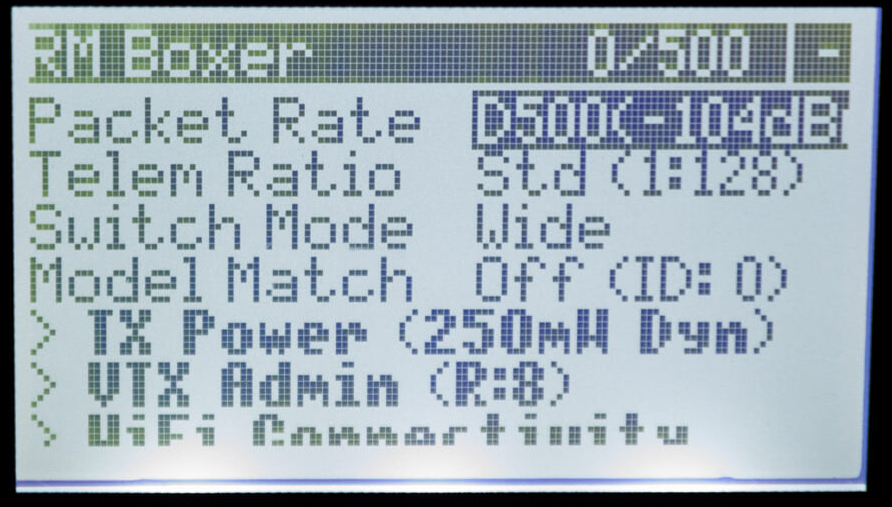 RM Boxer 0/500 -
Packet Rate D500(-104dB
Telem Ratio Std (1:128)
Switch Mode Wide
Model Match Off (ID: 0)
> TX Power (250mW Dyn)
> VTX Admin (R:8)
> WiFi Connectivity